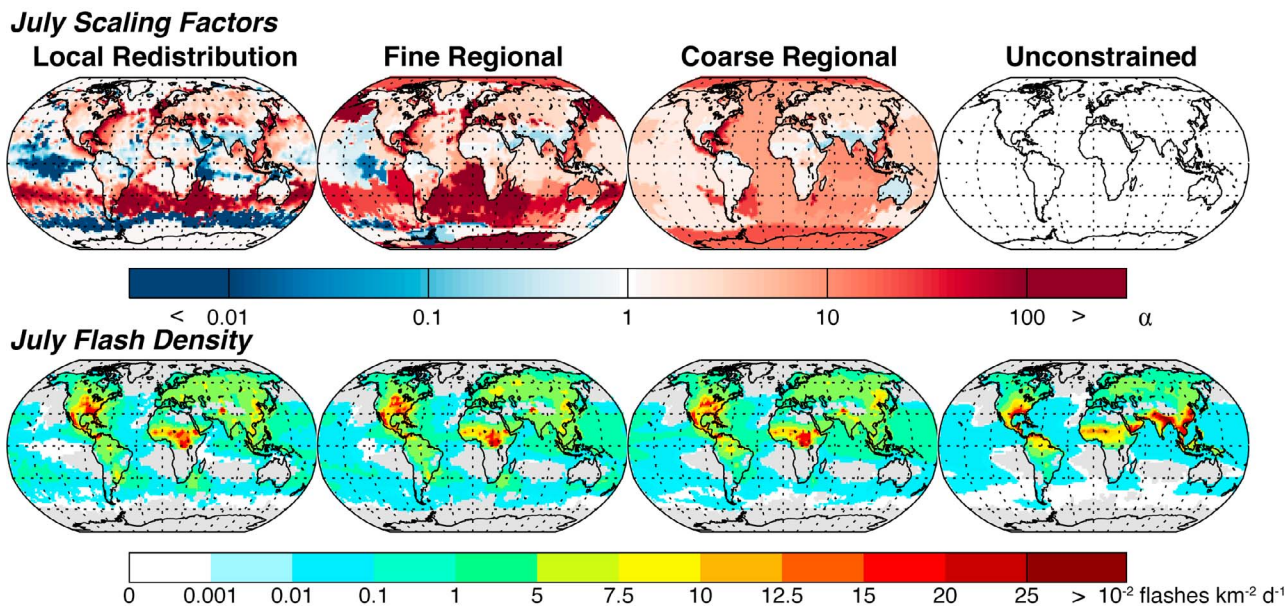 July Scaling Factors
Local Redistribution Fine Regional Coarse Regional Unconstrained
< 0.01 0.1 1 10 100 > α
July Flash Density
0 0.001 0.01 0.1 1 5 7.5 10 12.5 15 20 25 > 10⁻² flashes km⁻² d⁻¹